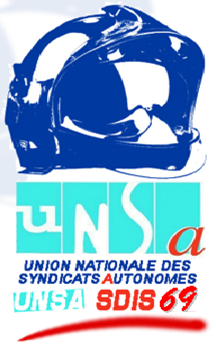 uNSa
UNION NATIONALE DES
SYNDICATS AUTONOMES
UNSA SDIS 69